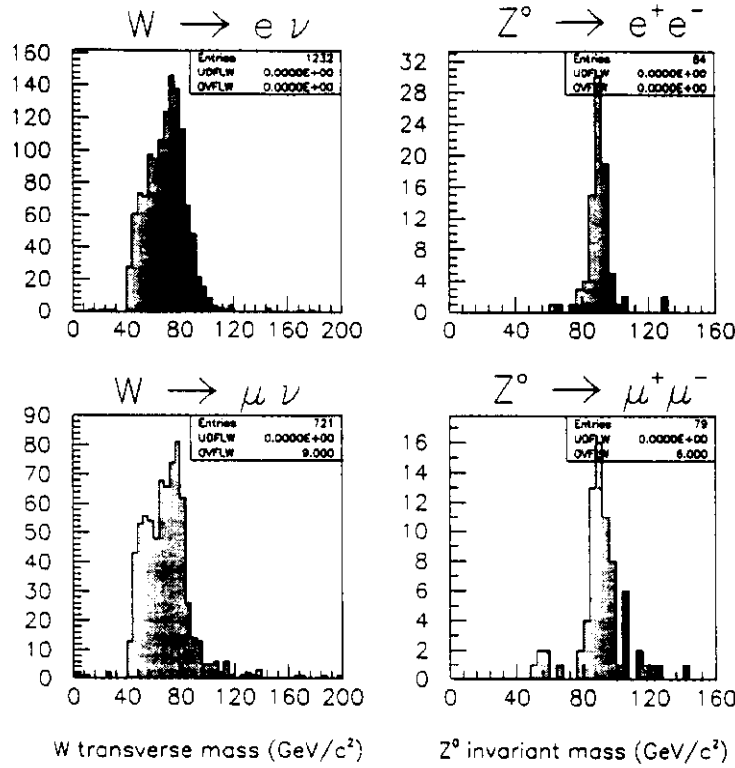 W → e ν
Entries 1232
UDFLW 0.0000E+00
OVFLW 0.0000E+00
160
140
120
100
80
60
40
20
0
0 40 80 120 160 200
Z⁰ → e⁺ e⁻
Entries 84
UDFLW 0.0000E+00
OVFLW 0.0000E+00
32
28
24
20
16
12
8
4
0
0 40 80 120 160
W → μ ν
Entries 721
UDFLW 0.0000E+00
OVFLW 9.000
90
80
70
60
50
40
30
20
10
0
0 40 80 120 160 200
W transverse mass (GeV/c²)
Z⁰ → μ⁺ μ⁻
Entries 79
UDFLW 0.0000E+00
OVFLW 6.000
16
14
12
10
8
6
4
2
0
0 40 80 120 160
Z⁰ invariant mass (GeV/c²)